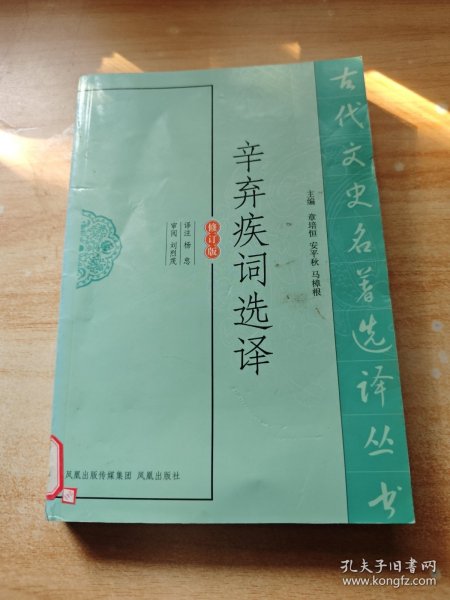 古代文史名著选译丛书
主编 章培恒 安平秋 马樟根
辛弃疾词选译
修订版
译注 杨忠
审阅 刘烈茂
凤凰出版传媒集团 凤凰出版社
孔夫子旧书网
www.kongfz.com